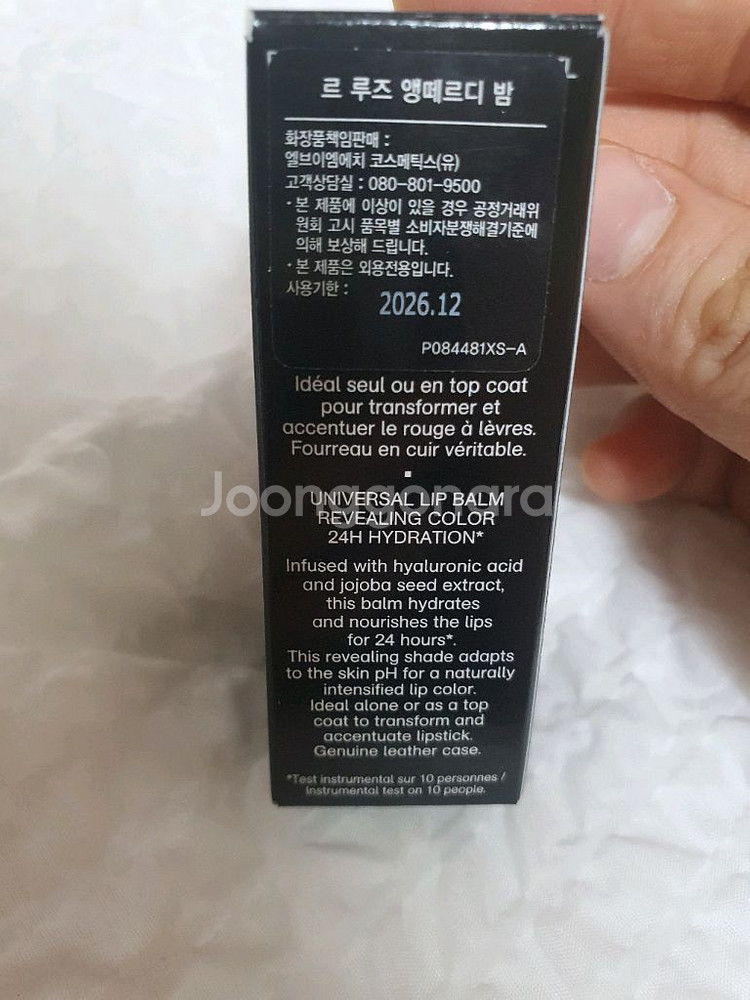 르 루즈 앵떼르디 밤
화장품책임판매 :
엘브이엠에치 코스메틱스(유)
고객상담실 : 080-801-9500
· 본 제품에 이상이 있을 경우 공정거래위
원회 고시 품목별 소비자분쟁해결기준에
의해 보상해 드립니다.
· 본 제품은 외용전용입니다.
사용기한 : 2026.12
P084481XS-A
Idéal seul ou en top coat
pour transformer et
accentuer le rouge à lèvres.
Fourreau en cuir véritable.
Joonggonara
UNIVERSAL LIP BALM
REVEALING COLOR
24H HYDRATION*
Infused with hyaluronic acid
and jojoba seed extract,
this balm hydrates
and nourishes the lips
for 24 hours*.
This revealing shade adapts
to the skin pH for a naturally
intensified lip color.
Ideal alone or as a top
coat to transform and
accentuate lipstick.
Genuine leather case.
*Test instrumental sur 10 personnes /
Instrumental test on 10 people.